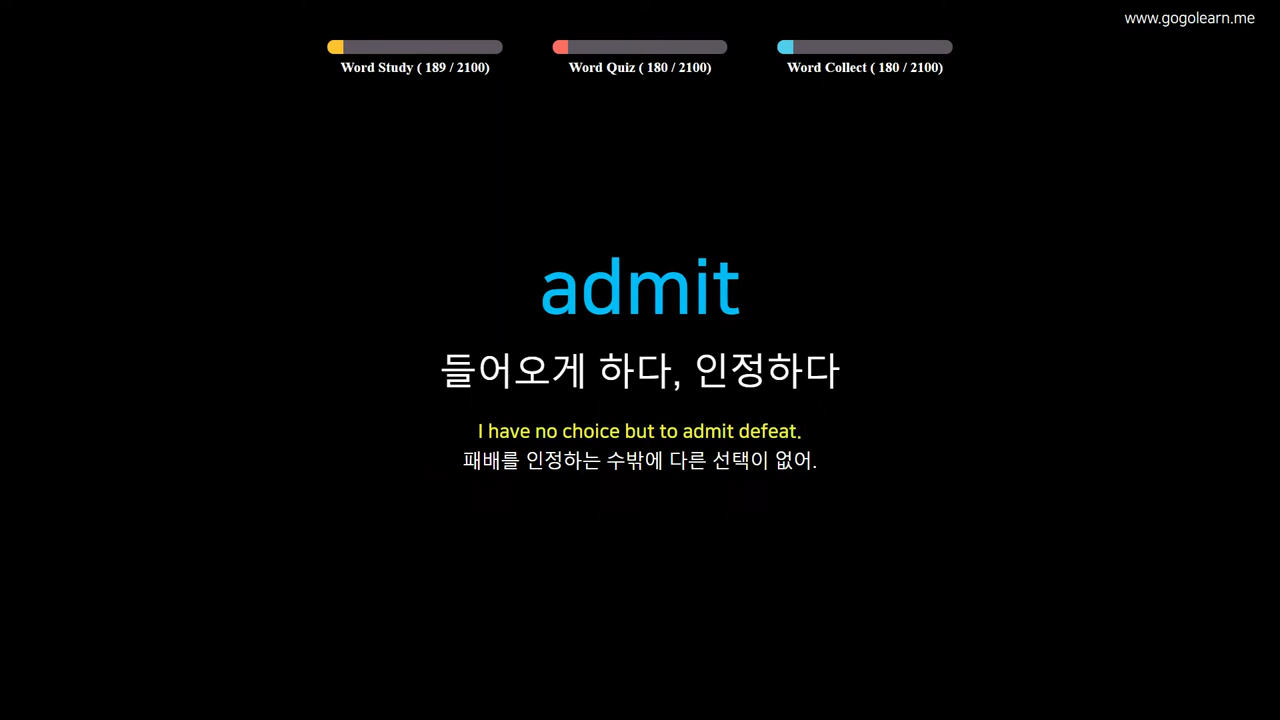 www.gogolearn.me
Word Study ( 189 / 2100)
Word Quiz ( 180 / 2100)
Word Collect ( 180 / 2100)
admit
들어오게 하다, 인정하다
I have no choice but to admit defeat.
패배를 인정하는 수밖에 다른 선택이 없어.